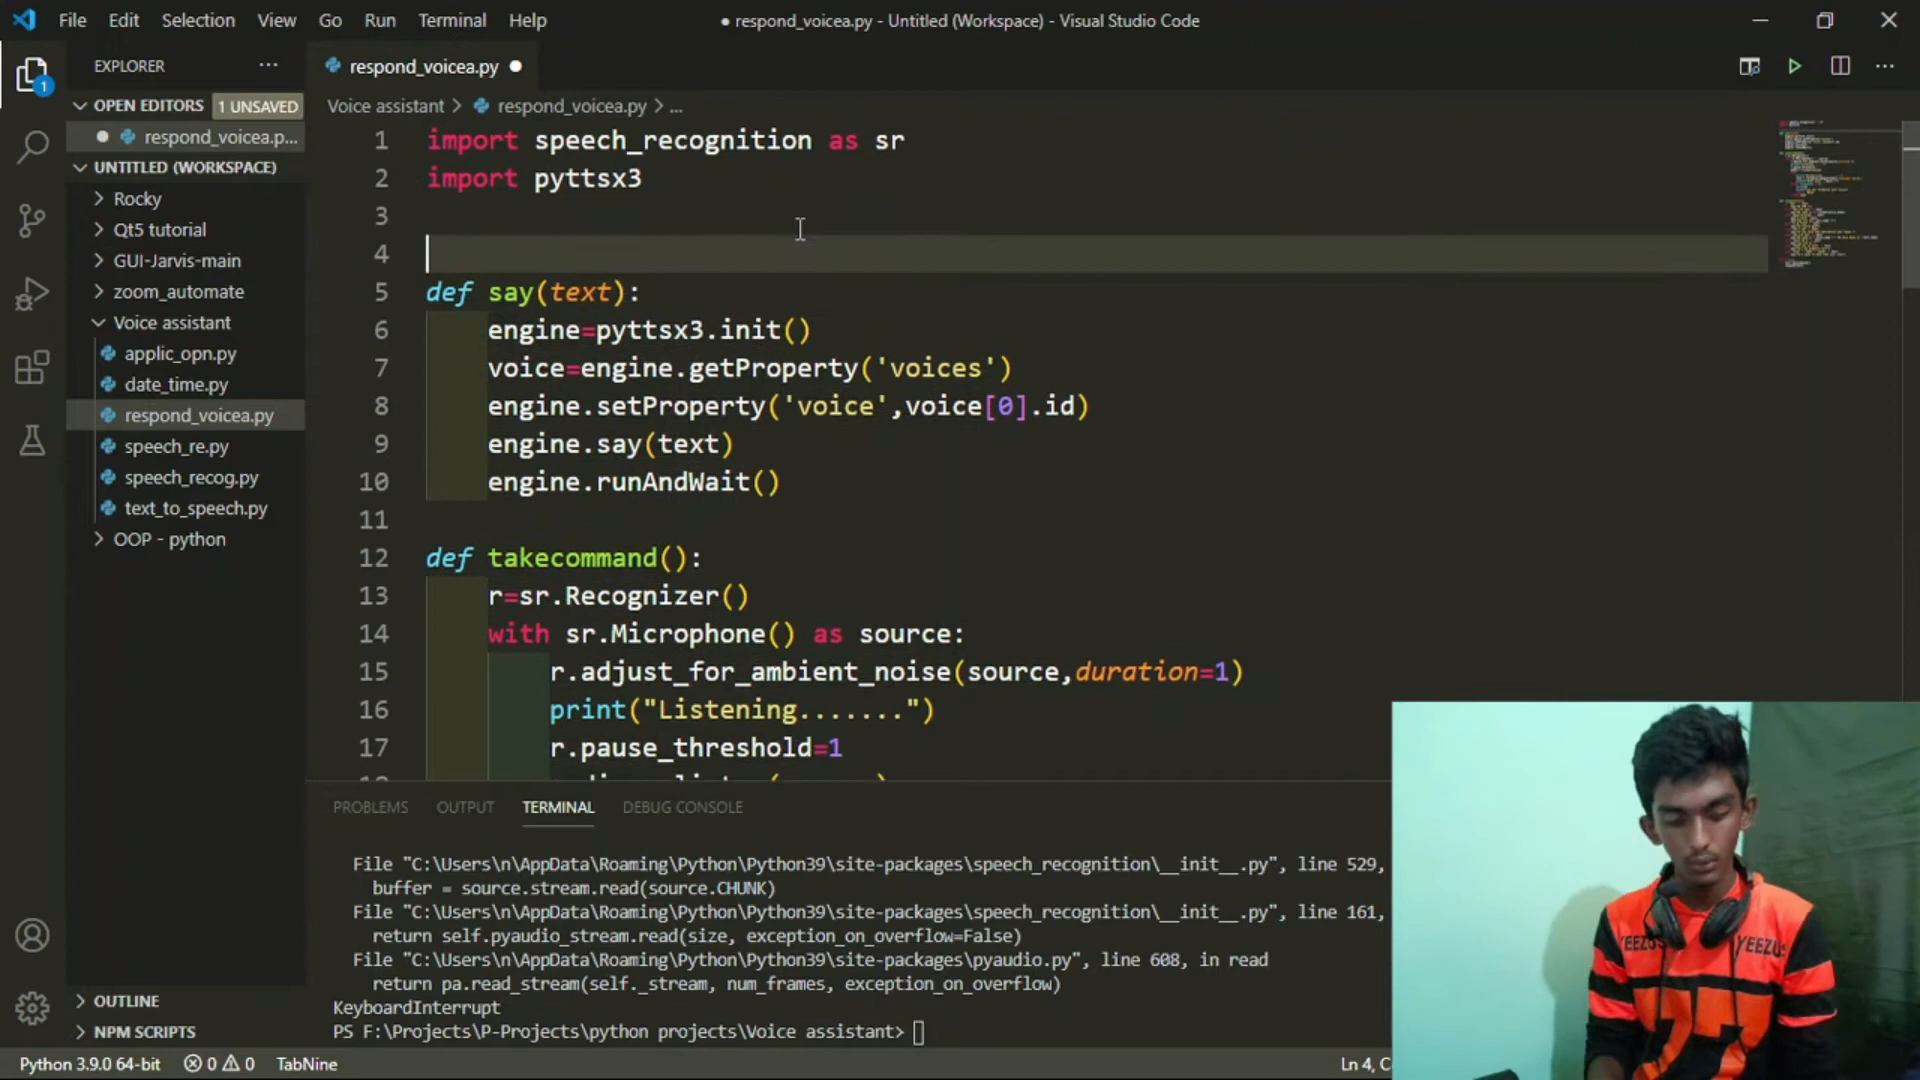 File Edit Selection View Go Run Terminal Help
● respond_voicea.py - Untitled (Workspace) - Visual Studio Code
EXPLORER
1
OPEN EDITORS 1 UNSAVED
respond_voicea.p...
UNTITLED (WORKSPACE)
Rocky
Qt5 tutorial
GUI-Jarvis-main
zoom_automate
Voice assistant
applic_opn.py
date_time.py
respond_voicea.py
speech_re.py
speech_recog.py
text_to_speech.py
OOP - python
OUTLINE
NPM SCRIPTS
respond_voicea.py
Voice assistant > respond_voicea.py > ...
1 import speech_recognition as sr
2 import pyttsx3
3
4
5 def say(text):
6 engine=pyttsx3.init()
7 voice=engine.getProperty('voices')
8 engine.setProperty('voice',voice[0].id)
9 engine.say(text)
10 engine.runAndWait()
11
12 def takecommand():
13 r=sr.Recognizer()
14 with sr.Microphone() as source:
15 r.adjust_for_ambient_noise(source,duration=1)
16 print("Listening.......")
17 r.pause_threshold=1
PROBLEMS OUTPUT TERMINAL DEBUG CONSOLE
File "C:\Users\n\AppData\Roaming\Python\Python39\site-packages\speech_recognition\__init__.py", line 529,
buffer = source.stream.read(source.CHUNK)
File "C:\Users\n\AppData\Roaming\Python\Python39\site-packages\speech_recognition\__init__.py", line 161,
return self.pyaudio_stream.read(size, exception_on_overflow=False)
File "C:\Users\n\AppData\Roaming\Python\Python39\site-packages\pyaudio.py", line 608, in read
return pa.read_stream(self._stream, num_frames, exception_on_overflow)
KeyboardInterrupt
PS F:\Projects\P-Projects\python projects\Voice assistant>
YEEZUS YEEZUS
Python 3.9.0 64-bit 0 0 TabNine
Ln 4, C